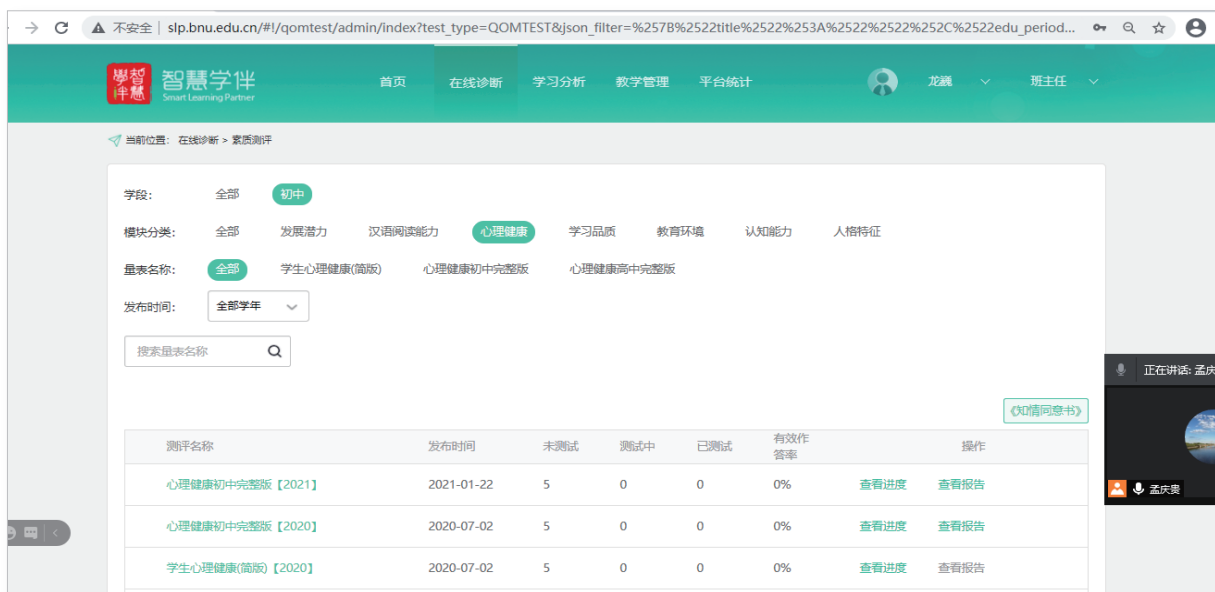 不安全 | slp.bnu.edu.cn/#!/qomtest/admin/index?test_type=QOMTEST&json_filter=%257B%2522title%2522%253A%2522%2522%252C%2522edu_period...
學智伴慧 智慧学伴 首页 在线诊断 学习分析 教学管理 平台统计 龙巍 班主任
Smart Learning Partner
当前位置: 在线诊断 > 素质测评
学段: 全部 初中
模块分类: 全部 发展潜力 汉语阅读能力 心理健康 学习品质 教育环境 认知能力 人格特征
量表名称: 全部 学生心理健康(简版) 心理健康初中完整版 心理健康高中完整版
发布时间: 全部学年
搜索量表名称
正在讲话: 孟庆
《知情同意书》
测评名称 发布时间 未测试 测试中 已测试 有效作答率 操作
心理健康初中完整版【2021】 2021-01-22 5 0 0 0% 查看进度 查看报告
孟庆贵
心理健康初中完整版【2020】 2020-07-02 5 0 0 0% 查看进度 查看报告
学生心理健康(简版)【2020】 2020-07-02 5 0 0 0% 查看进度 查看报告